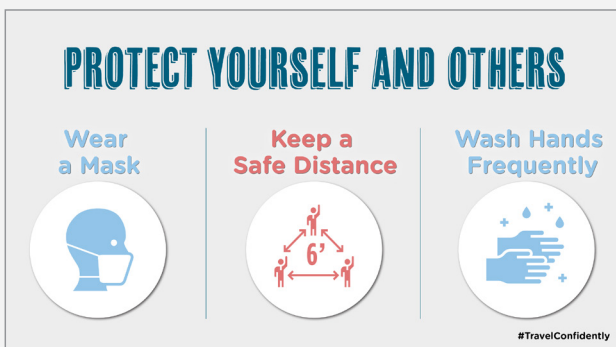 PROTECT YOURSELF AND OTHERS
Wear
a Mask
Keep a
Safe Distance
6'
Wash Hands
Frequently
#TravelConfidently